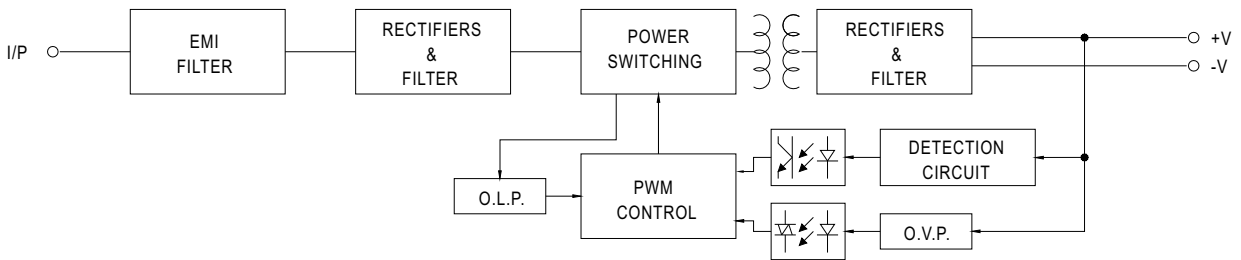 I/P
EMI
FILTER
RECTIFIERS
&
FILTER
POWER
SWITCHING
RECTIFIERS
&
FILTER
+V
-V
O.L.P.
PWM
CONTROL
DETECTION
CIRCUIT
O.V.P.